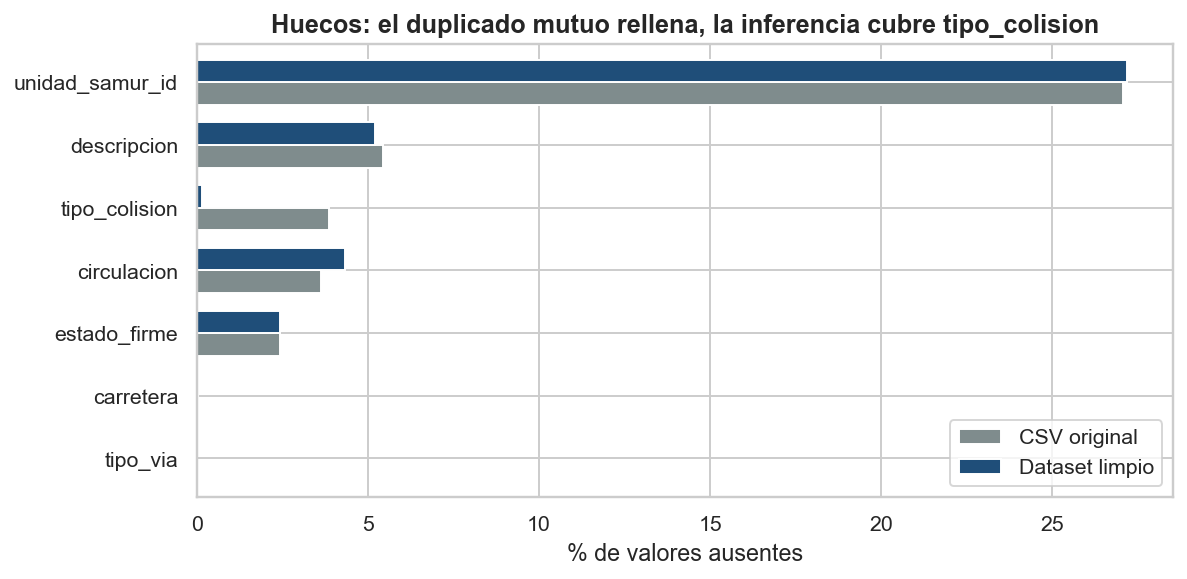 Huecos: el duplicado mutuo rellena, la inferencia cubre tipo_colision
unidad_samur_id
descripcion
tipo_colision
circulacion
estado_firme
carretera
tipo_via
CSV original
Dataset limpio
0 5 10 15 20 25
% de valores ausentes